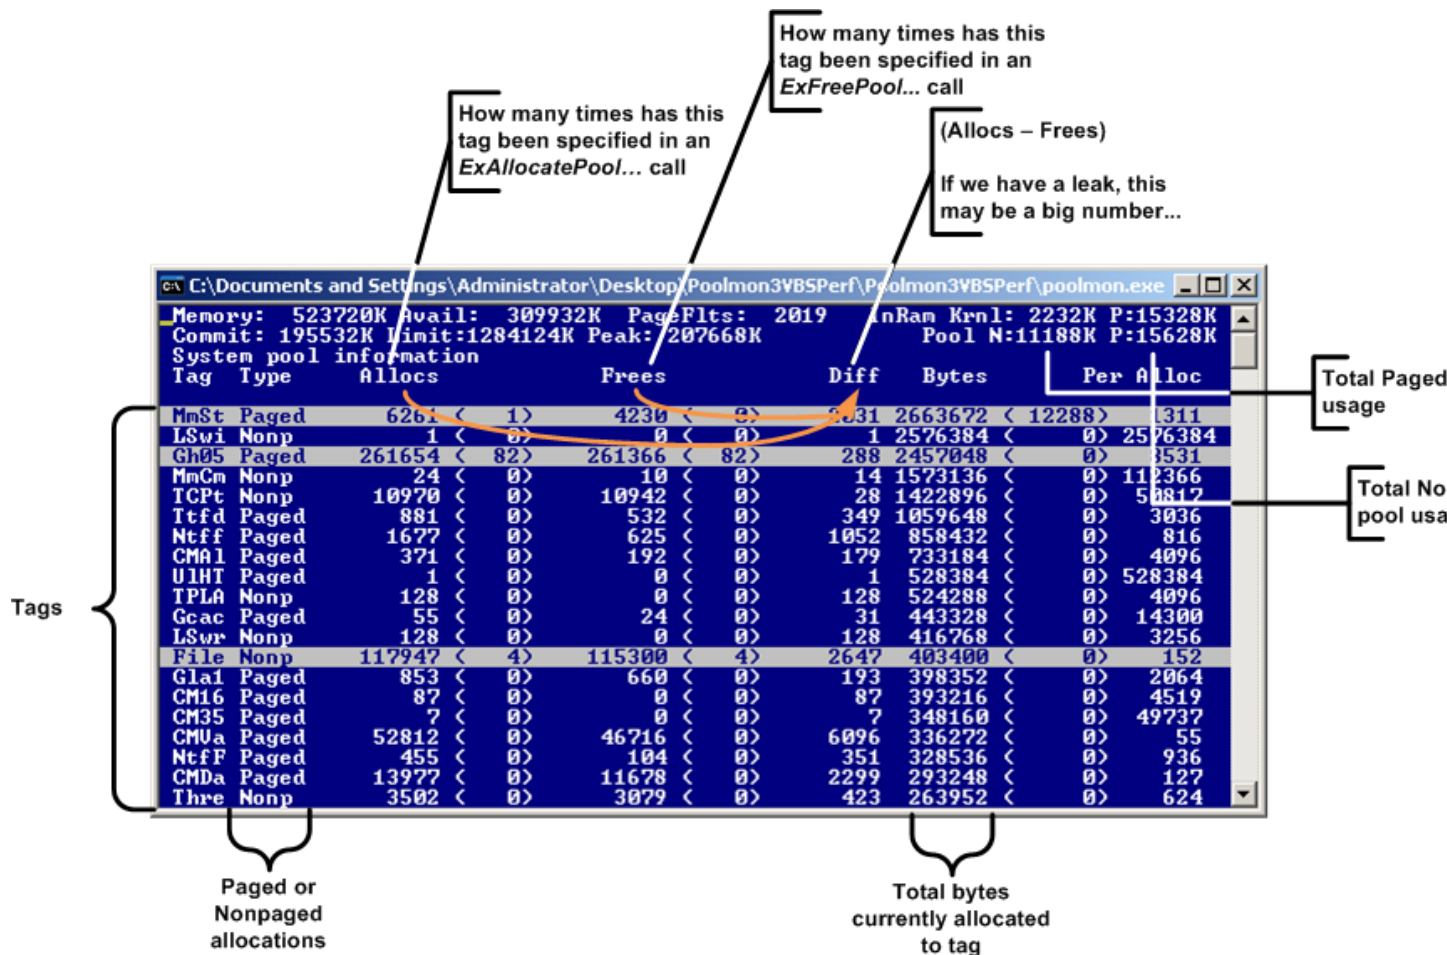 How many times has this
tag been specified in an
ExFreePool... call
How many times has this
tag been specified in an
ExAllocatePool... call
(Allocs – Frees)
If we have a leak, this
may be a big number...
C:\Documents and Settings\Administrator\Desktop\Poolmon3VBSPerf\Poolmon3VBSPerf\poolmon.exe
Memory: 523720K Avail: 309932K PageFlts: 2019 InRam Krnl: 2232K P:15328K
Commit: 195532K Limit:1284124K Peak: 207668K Pool N:11188K P:15628K
System pool information
Tag Type Allocs Frees Diff Bytes Per Alloc
MmSt Paged 6261 ( 1) 4230 ( 0) 2031 2663672 ( 12288) 1311
LSwi Nonp 1 ( 0) 0 ( 0) 1 2576384 ( 0) 2576384
Gh05 Paged 261654 ( 82) 261366 ( 82) 288 2457048 ( 0) 8531
MmCm Nonp 24 ( 0) 10 ( 0) 14 1573136 ( 0) 112366
TCPt Nonp 10970 ( 0) 10942 ( 0) 28 1422896 ( 0) 50817
Ttfd Paged 881 ( 0) 532 ( 0) 349 1059648 ( 0) 3036
Ntff Paged 1677 ( 0) 625 ( 0) 1052 858432 ( 0) 816
CMAl Paged 371 ( 0) 192 ( 0) 179 733184 ( 0) 4096
UlHT Paged 1 ( 0) 0 ( 0) 1 528384 ( 0) 528384
TPLA Nonp 128 ( 0) 0 ( 0) 128 524288 ( 0) 4096
Gcac Paged 55 ( 0) 24 ( 0) 31 443328 ( 0) 14300
LSwr Nonp 128 ( 0) 0 ( 0) 128 416768 ( 0) 3256
File Nonp 117947 ( 4) 115300 ( 4) 2647 403400 ( 0) 152
Gla1 Paged 853 ( 0) 660 ( 0) 193 398352 ( 0) 2064
CM16 Paged 87 ( 0) 0 ( 0) 87 393216 ( 0) 4519
CM35 Paged 7 ( 0) 0 ( 0) 7 348160 ( 0) 49737
CMVa Paged 52812 ( 0) 46716 ( 0) 6096 336272 ( 0) 55
NtfF Paged 455 ( 0) 104 ( 0) 351 328536 ( 0) 936
CMDa Paged 13977 ( 0) 11678 ( 0) 2299 293248 ( 0) 127
Thre Nonp 3502 ( 0) 3079 ( 0) 423 263952 ( 0) 624
Total Paged
usage
Total No
pool usa
Tags
Paged or
Nonpaged
allocations
Total bytes
currently allocated
to tag